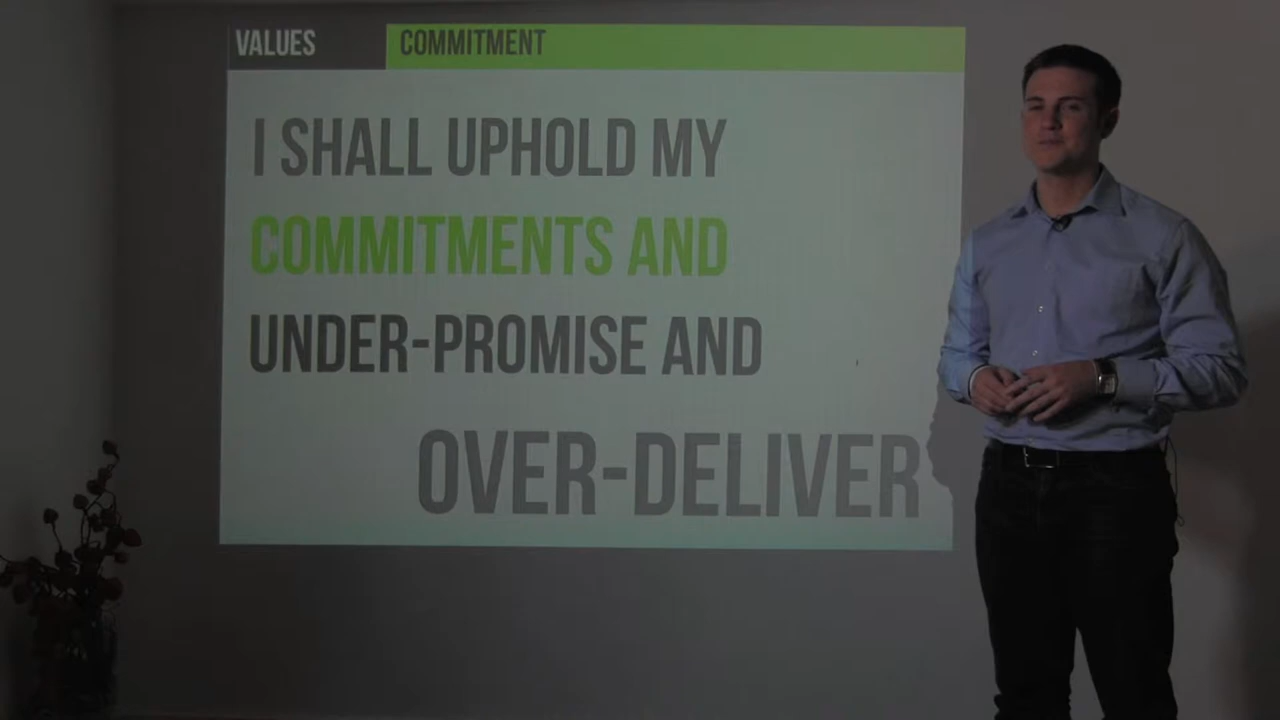 VALUES COMMITMENT
I SHALL UPHOLD MY
COMMITMENTS AND
UNDER-PROMISE AND
OVER-DELIVER